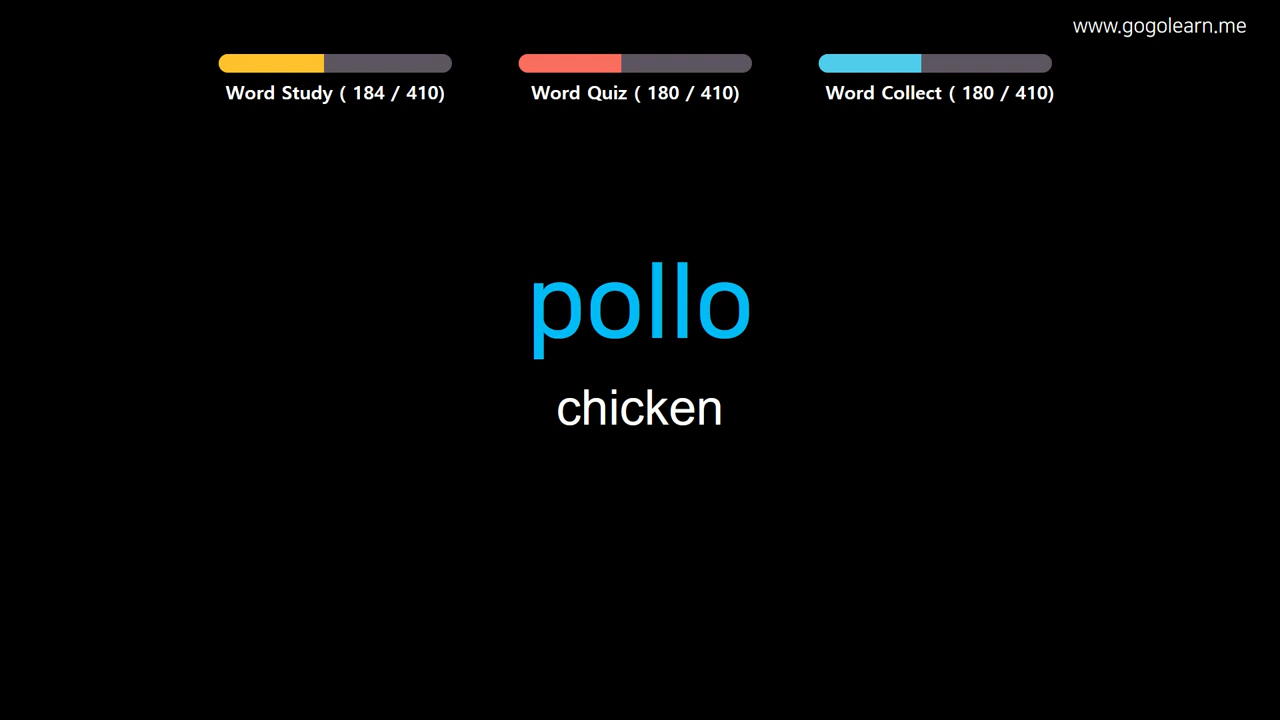 www.gogolearn.me
Word Study ( 184 / 410)
Word Quiz ( 180 / 410)
Word Collect ( 180 / 410)
pollo
chicken